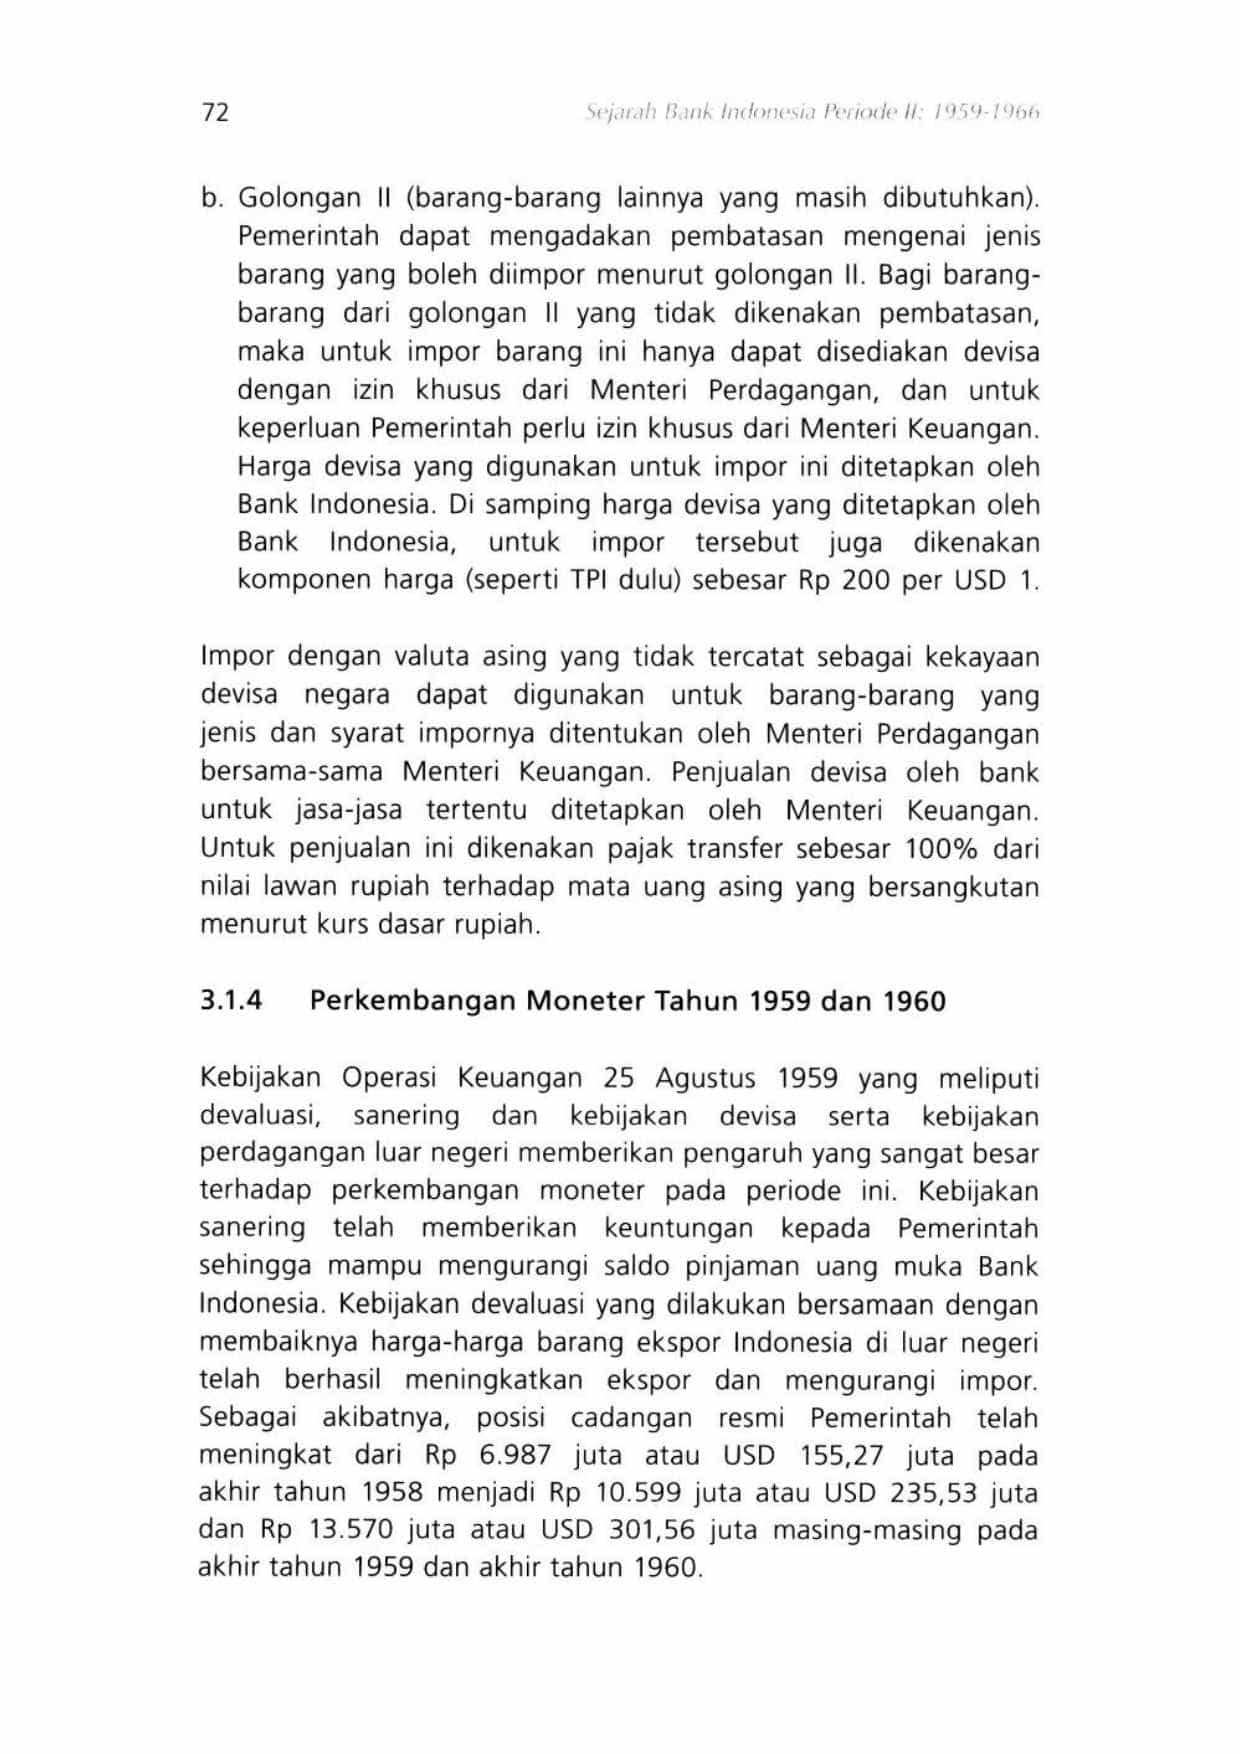 72
Sejarah Bank Indonesia Periode II: 1959-1966
b. Golongan II (barang-barang lainnya yang masih dibutuhkan).
Pemerintah dapat mengadakan pembatasan mengenai jenis
barang yang boleh diimpor menurut golongan II. Bagi barang-
barang dari golongan II yang tidak dikenakan pembatasan,
maka untuk impor barang ini hanya dapat disediakan devisa
dengan izin khusus dari Menteri Perdagangan, dan untuk
keperluan Pemerintah perlu izin khusus dari Menteri Keuangan.
Harga devisa yang digunakan untuk impor ini ditetapkan oleh
Bank Indonesia. Di samping harga devisa yang ditetapkan oleh
Bank Indonesia, untuk impor tersebut juga dikenakan
komponen harga (seperti TPI dulu) sebesar Rp 200 per USD 1.
Impor dengan valuta asing yang tidak tercatat sebagai kekayaan
devisa negara dapat digunakan untuk barang-barang yang
jenis dan syarat impornya ditentukan oleh Menteri Perdagangan
bersama-sama Menteri Keuangan. Penjualan devisa oleh bank
untuk jasa-jasa tertentu ditetapkan oleh Menteri Keuangan.
Untuk penjualan ini dikenakan pajak transfer sebesar 100% dari
nilai lawan rupiah terhadap mata uang asing yang bersangkutan
menurut kurs dasar rupiah.
3.1.4 Perkembangan Moneter Tahun 1959 dan 1960
Kebijakan Operasi Keuangan 25 Agustus 1959 yang meliputi
devaluasi, sanering dan kebijakan devisa serta kebijakan
perdagangan luar negeri memberikan pengaruh yang sangat besar
terhadap perkembangan moneter pada periode ini. Kebijakan
sanering telah memberikan keuntungan kepada Pemerintah
sehingga mampu mengurangi saldo pinjaman uang muka Bank
Indonesia. Kebijakan devaluasi yang dilakukan bersamaan dengan
membaiknya harga-harga barang ekspor Indonesia di luar negeri
telah berhasil meningkatkan ekspor dan mengurangi impor.
Sebagai akibatnya, posisi cadangan resmi Pemerintah telah
meningkat dari Rp 6.987 juta atau USD 155,27 juta pada
akhir tahun 1958 menjadi Rp 10.599 juta atau USD 235,53 juta
dan Rp 13.570 juta atau USD 301,56 juta masing-masing pada
akhir tahun 1959 dan akhir tahun 1960.